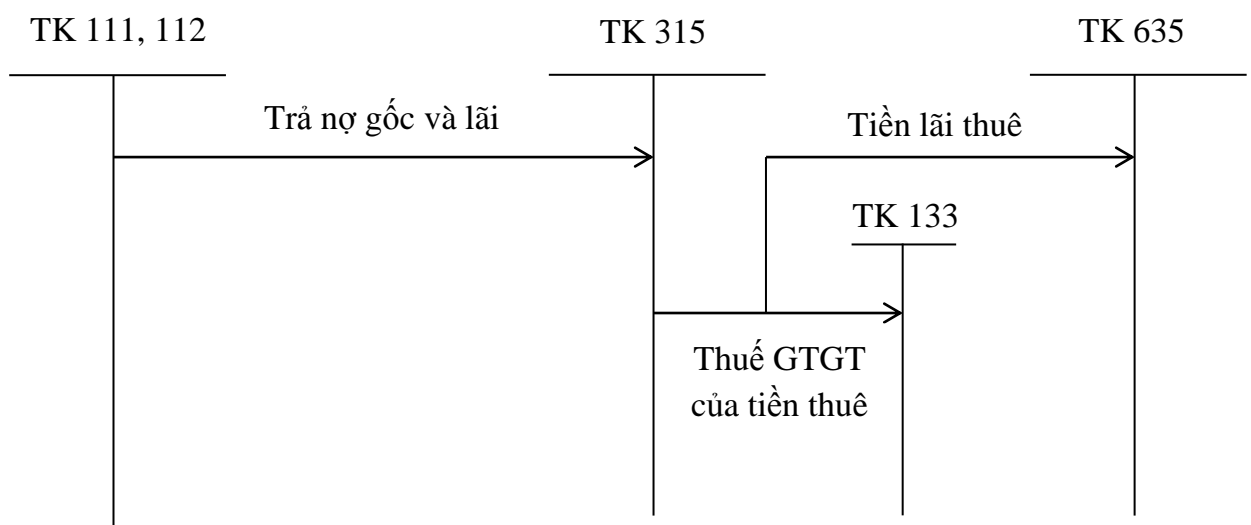 TK 111, 112
TK 315
TK 635
Trả nợ gốc và lãi
Tiền lãi thuê
TK 133
Thuế GTGT
của tiền thuê